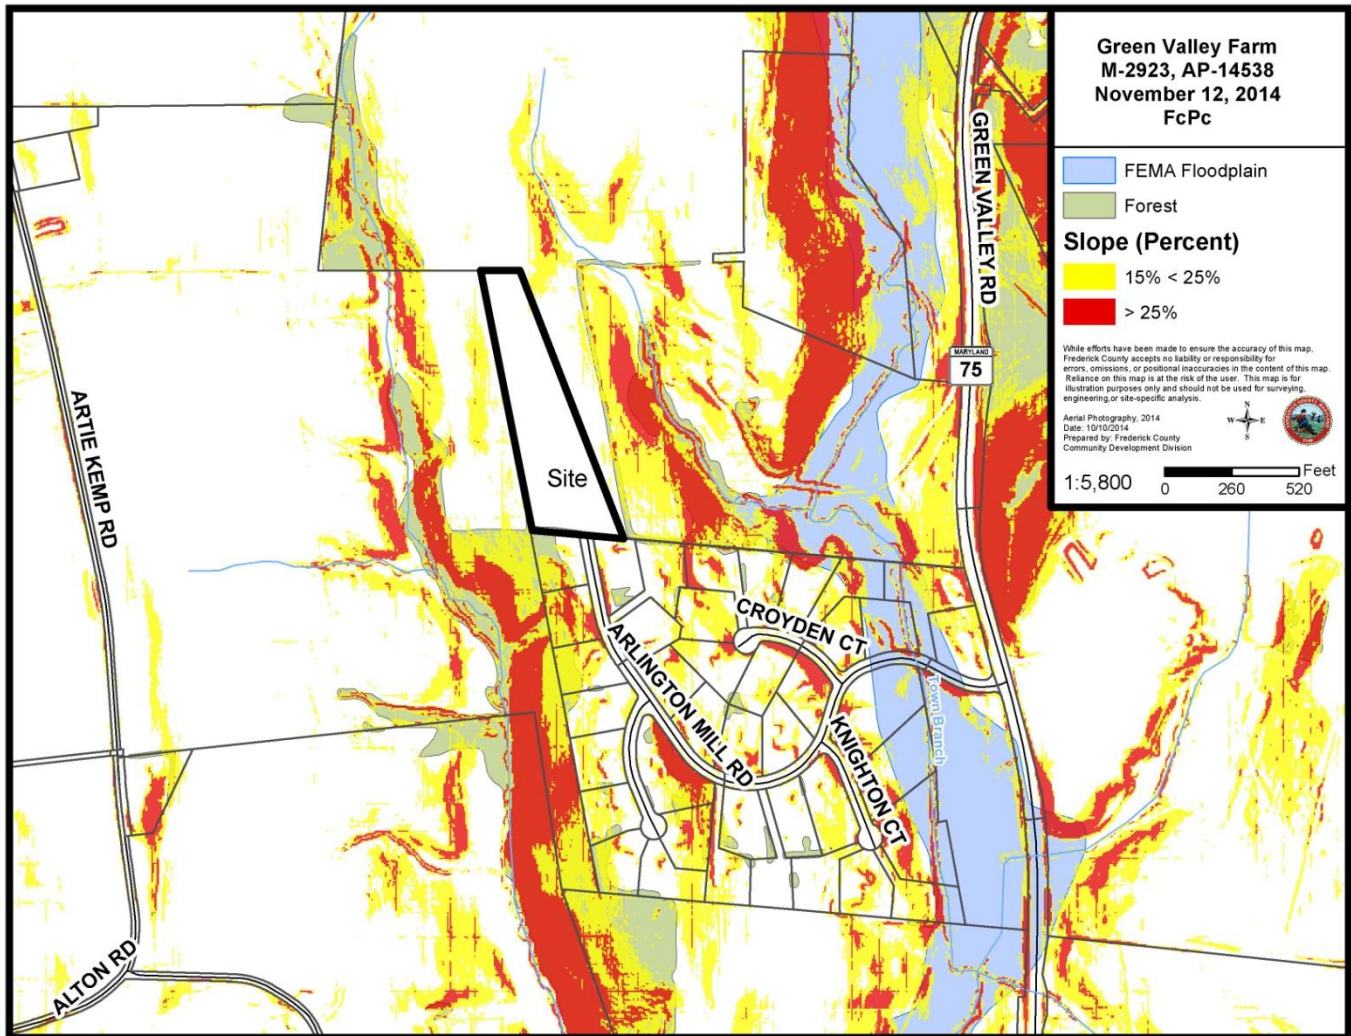 Green Valley Farm
M-2923, AP-14538
November 12, 2014
FcPc
FEMA Floodplain
Forest
Slope (Percent)
15% < 25%
> 25%
While efforts have been made to ensure the accuracy of this map,
Frederick County accepts no liability or responsibility for
errors, omissions, or positional inaccuracies in the content of this map.
Reliance on this map is at the risk of the user. This map is for
illustration purposes only and should not be used for surveying,
engineering,or site-specific analysis.
Aerial Photography, 2014
Date: 10/10/2014
Prepared by: Frederick County
Community Development Division
N
W E
S
1:5,800
Feet
0 260 520
GREEN VALLEY RD
MARYLAND
75
ARTIE KEMP RD
Site
CROYDEN CT
ARLINGTON MILL RD
KNIGHTON CT
Town Branch
ALTON RD